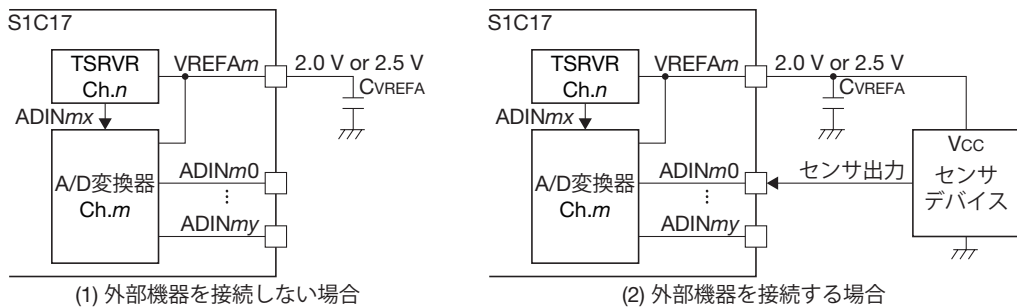 S1C17
TSRVR
Ch.n
VREFAm
2.0 V or 2.5 V
CVREFA
ADINmx
A/D変換器
Ch.m
ADINm0
⋮
ADINmy
(1) 外部機器を接続しない場合
S1C17
TSRVR
Ch.n
VREFAm
2.0 V or 2.5 V
CVREFA
ADINmx
A/D変換器
Ch.m
ADINm0
⋮
ADINmy
センサ出力
VCC
センサ
デバイス
(2) 外部機器を接続する場合